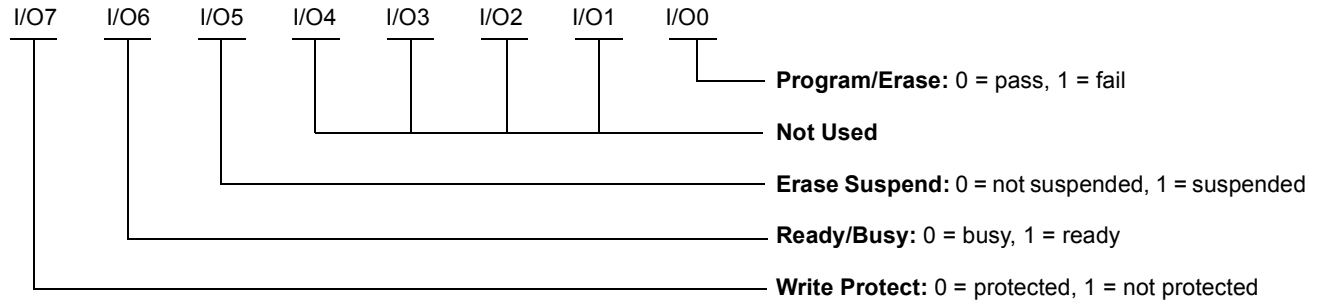 I/O7 I/O6 I/O5 I/O4 I/O3 I/O2 I/O1 I/O0
Program/Erase: 0 = pass, 1 = fail
Not Used
Erase Suspend: 0 = not suspended, 1 = suspended
Ready/Busy: 0 = busy, 1 = ready
Write Protect: 0 = protected, 1 = not protected